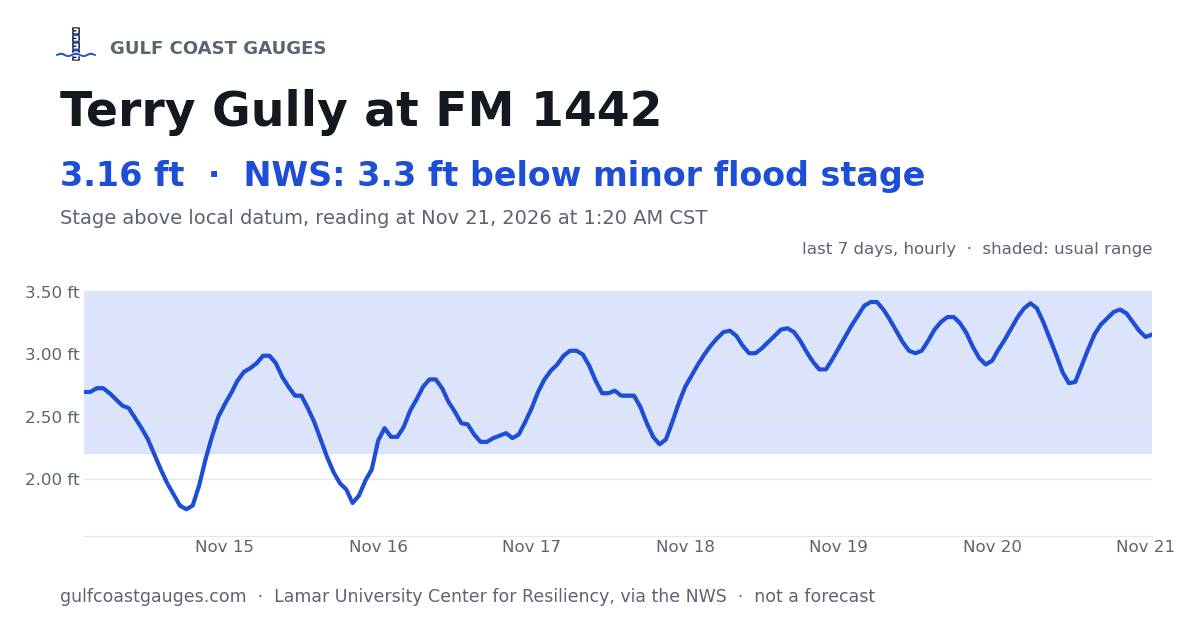 GULF COAST GAUGES
Terry Gully at FM 1442
3.16 ft · NWS: 3.3 ft below minor flood stage
Stage above local datum, reading at Nov 21, 2026 at 1:20 AM CST
last 7 days, hourly · shaded: usual range
3.50 ft
3.00 ft
2.50 ft
2.00 ft
Nov 15 Nov 16 Nov 17 Nov 18 Nov 19 Nov 20 Nov 21
gulfcoastgauges.com · Lamar University Center for Resiliency, via the NWS · not a forecast